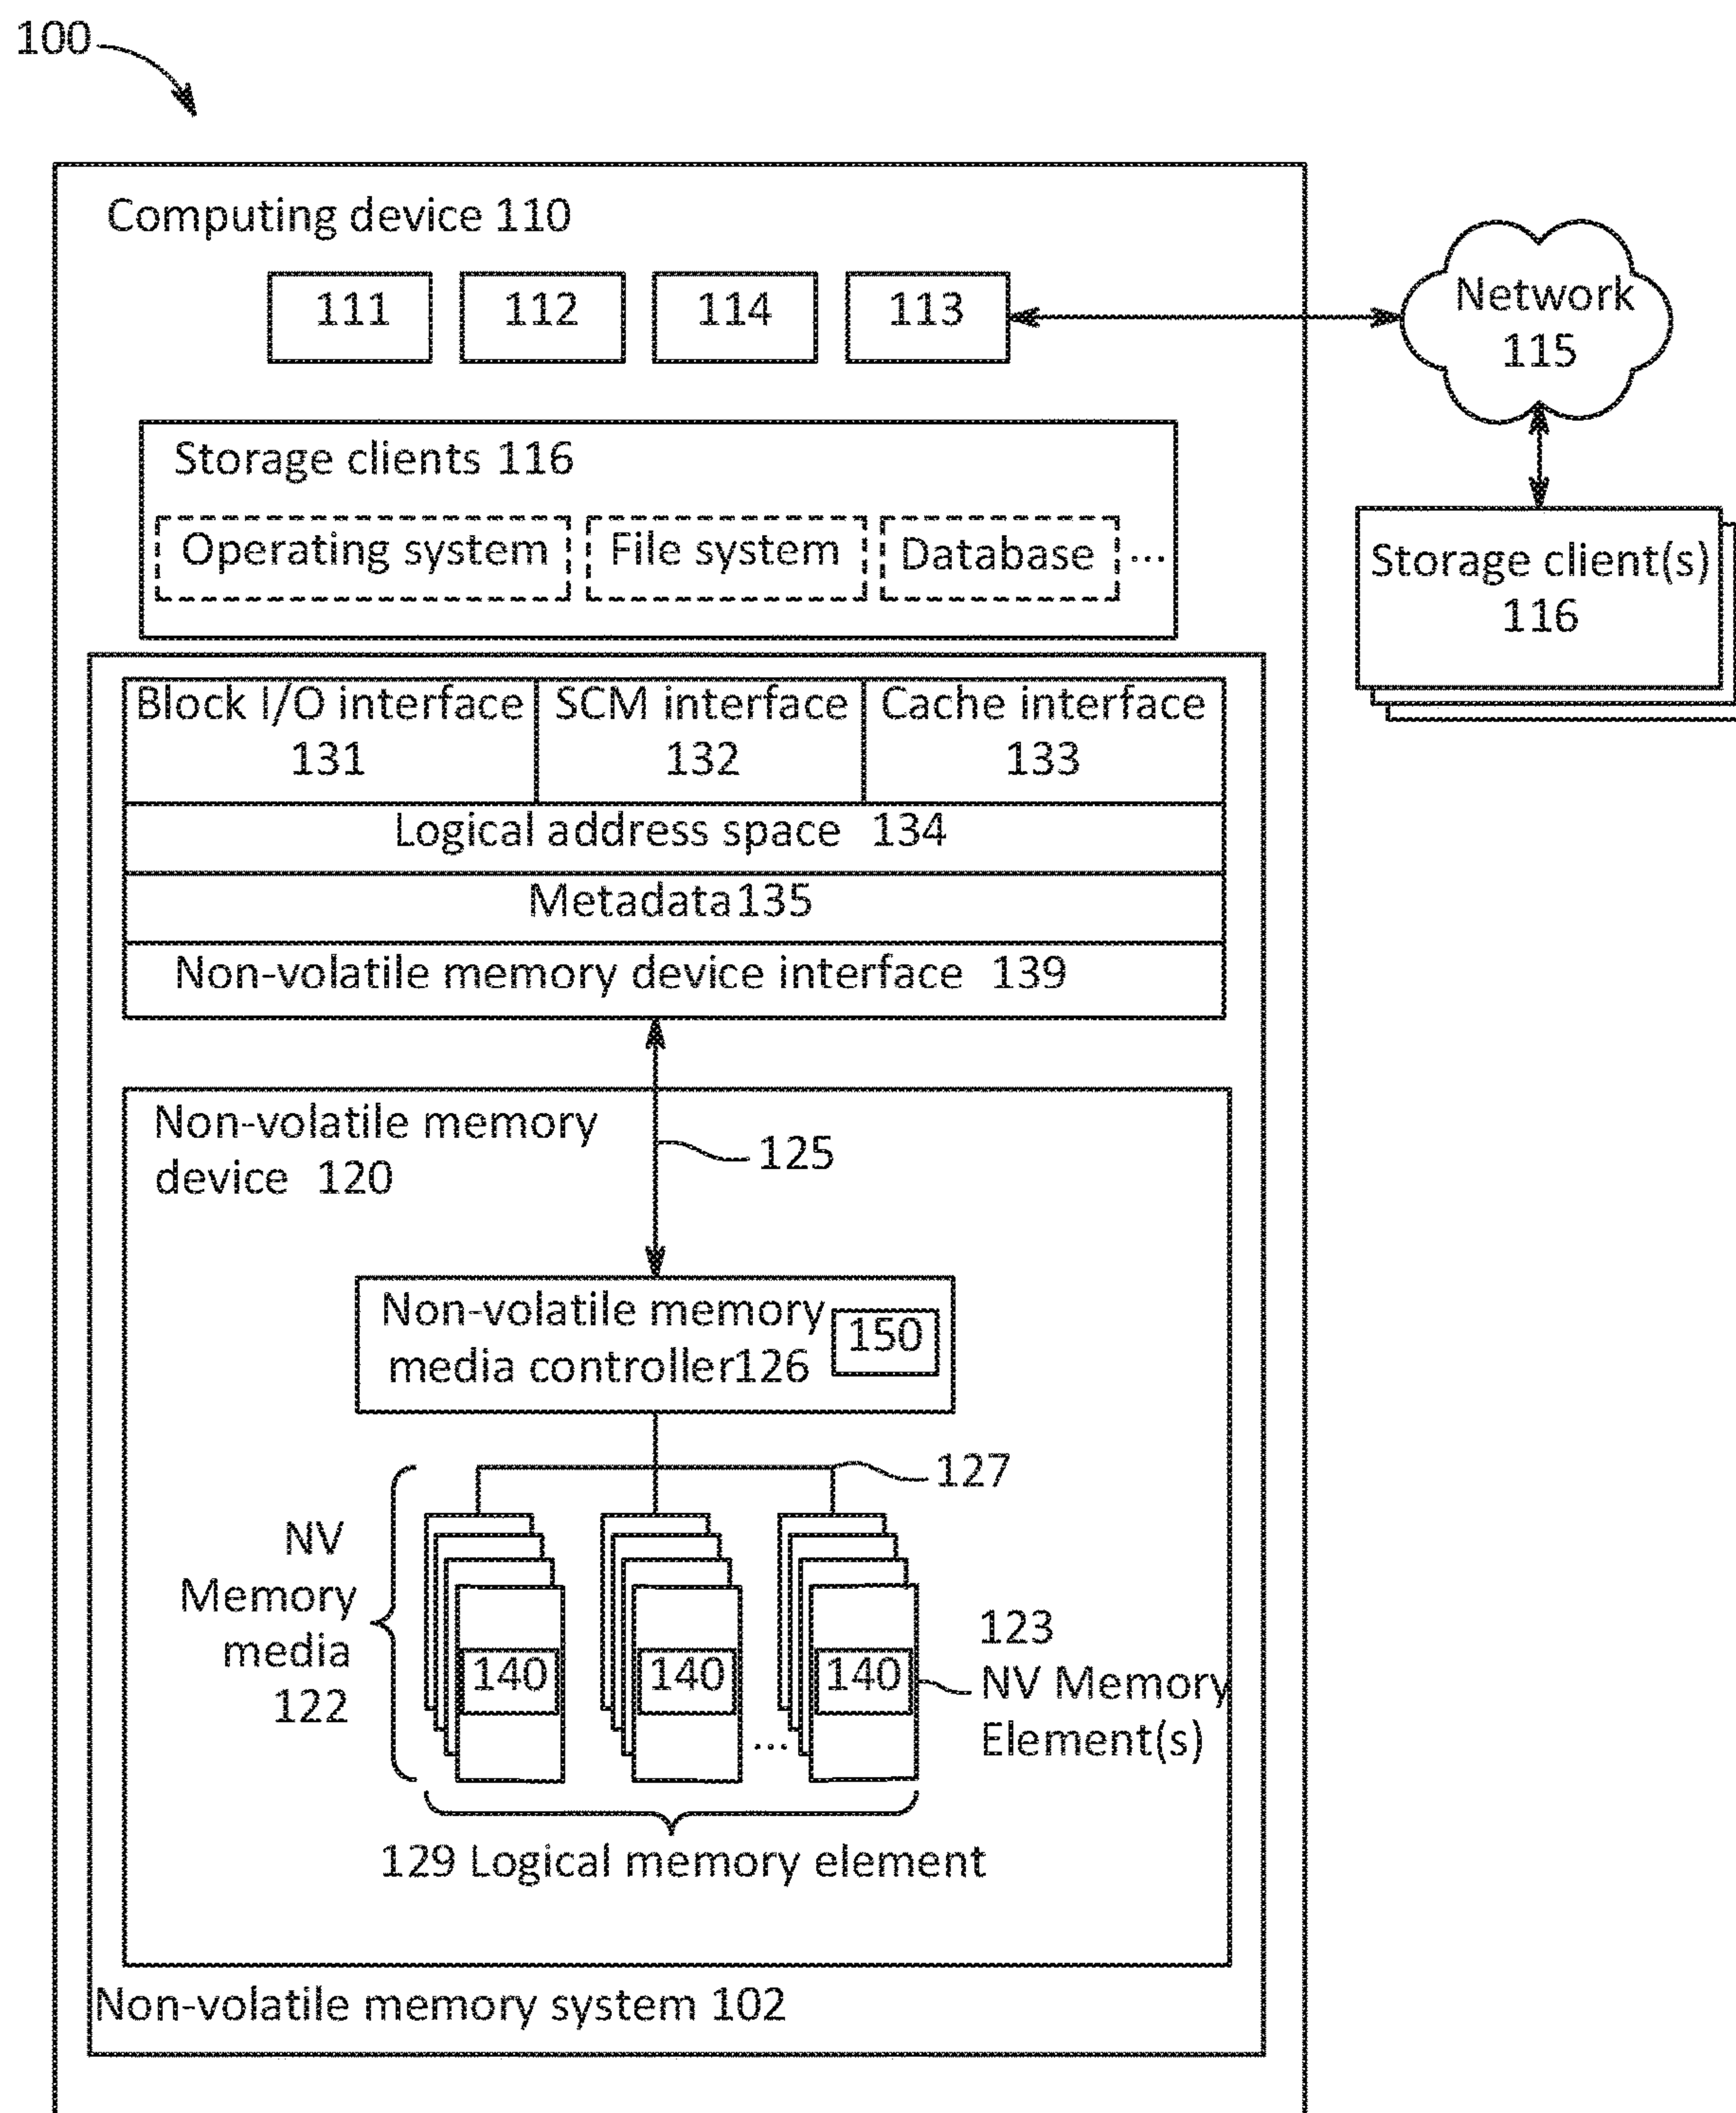 100
Computing device 110
111 112 114 113
Network
115
Storage clients 116
Operating system File system Database ...
Storage client(s)
116
Block I/O interface
131
SCM interface
132
Cache interface
133
Logical address space 134
Metadata135
Non-volatile memory device interface 139
Non-volatile memory
device 120
125
Non-volatile memory
media controller126
150
127
NV
Memory
media
122
140 140 ... 140
123
NV Memory
Element(s)
129 Logical memory element
Non-volatile memory system 102